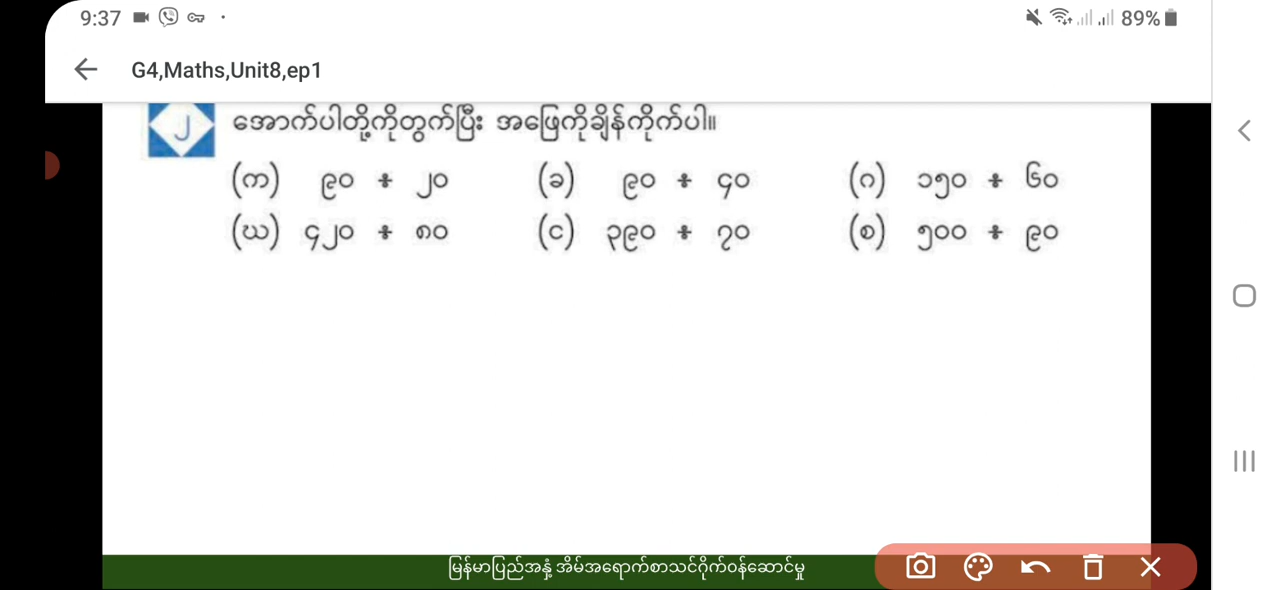 9:37 89%
G4,Maths,Unit8,ep1
၂ အောက်ပါတို့ကိုတွက်ပြီး အဖြေကိုချိန်ကိုက်ပါ။
(က) ၉၀ ÷ ၂၀ (ခ) ၉၀ ÷ ၄၀ (ဂ) ၁၅၀ ÷ ၆၀
(ဃ) ၄၂၀ ÷ ၈၀ (င) ၃၉၀ ÷ ၇၀ (စ) ၅၀၀ ÷ ၉၀
မြန်မာပြည်အနှံ့ အိမ်အရောက်စာသင်ဝိုက်ဝန်ဆောင်မှု